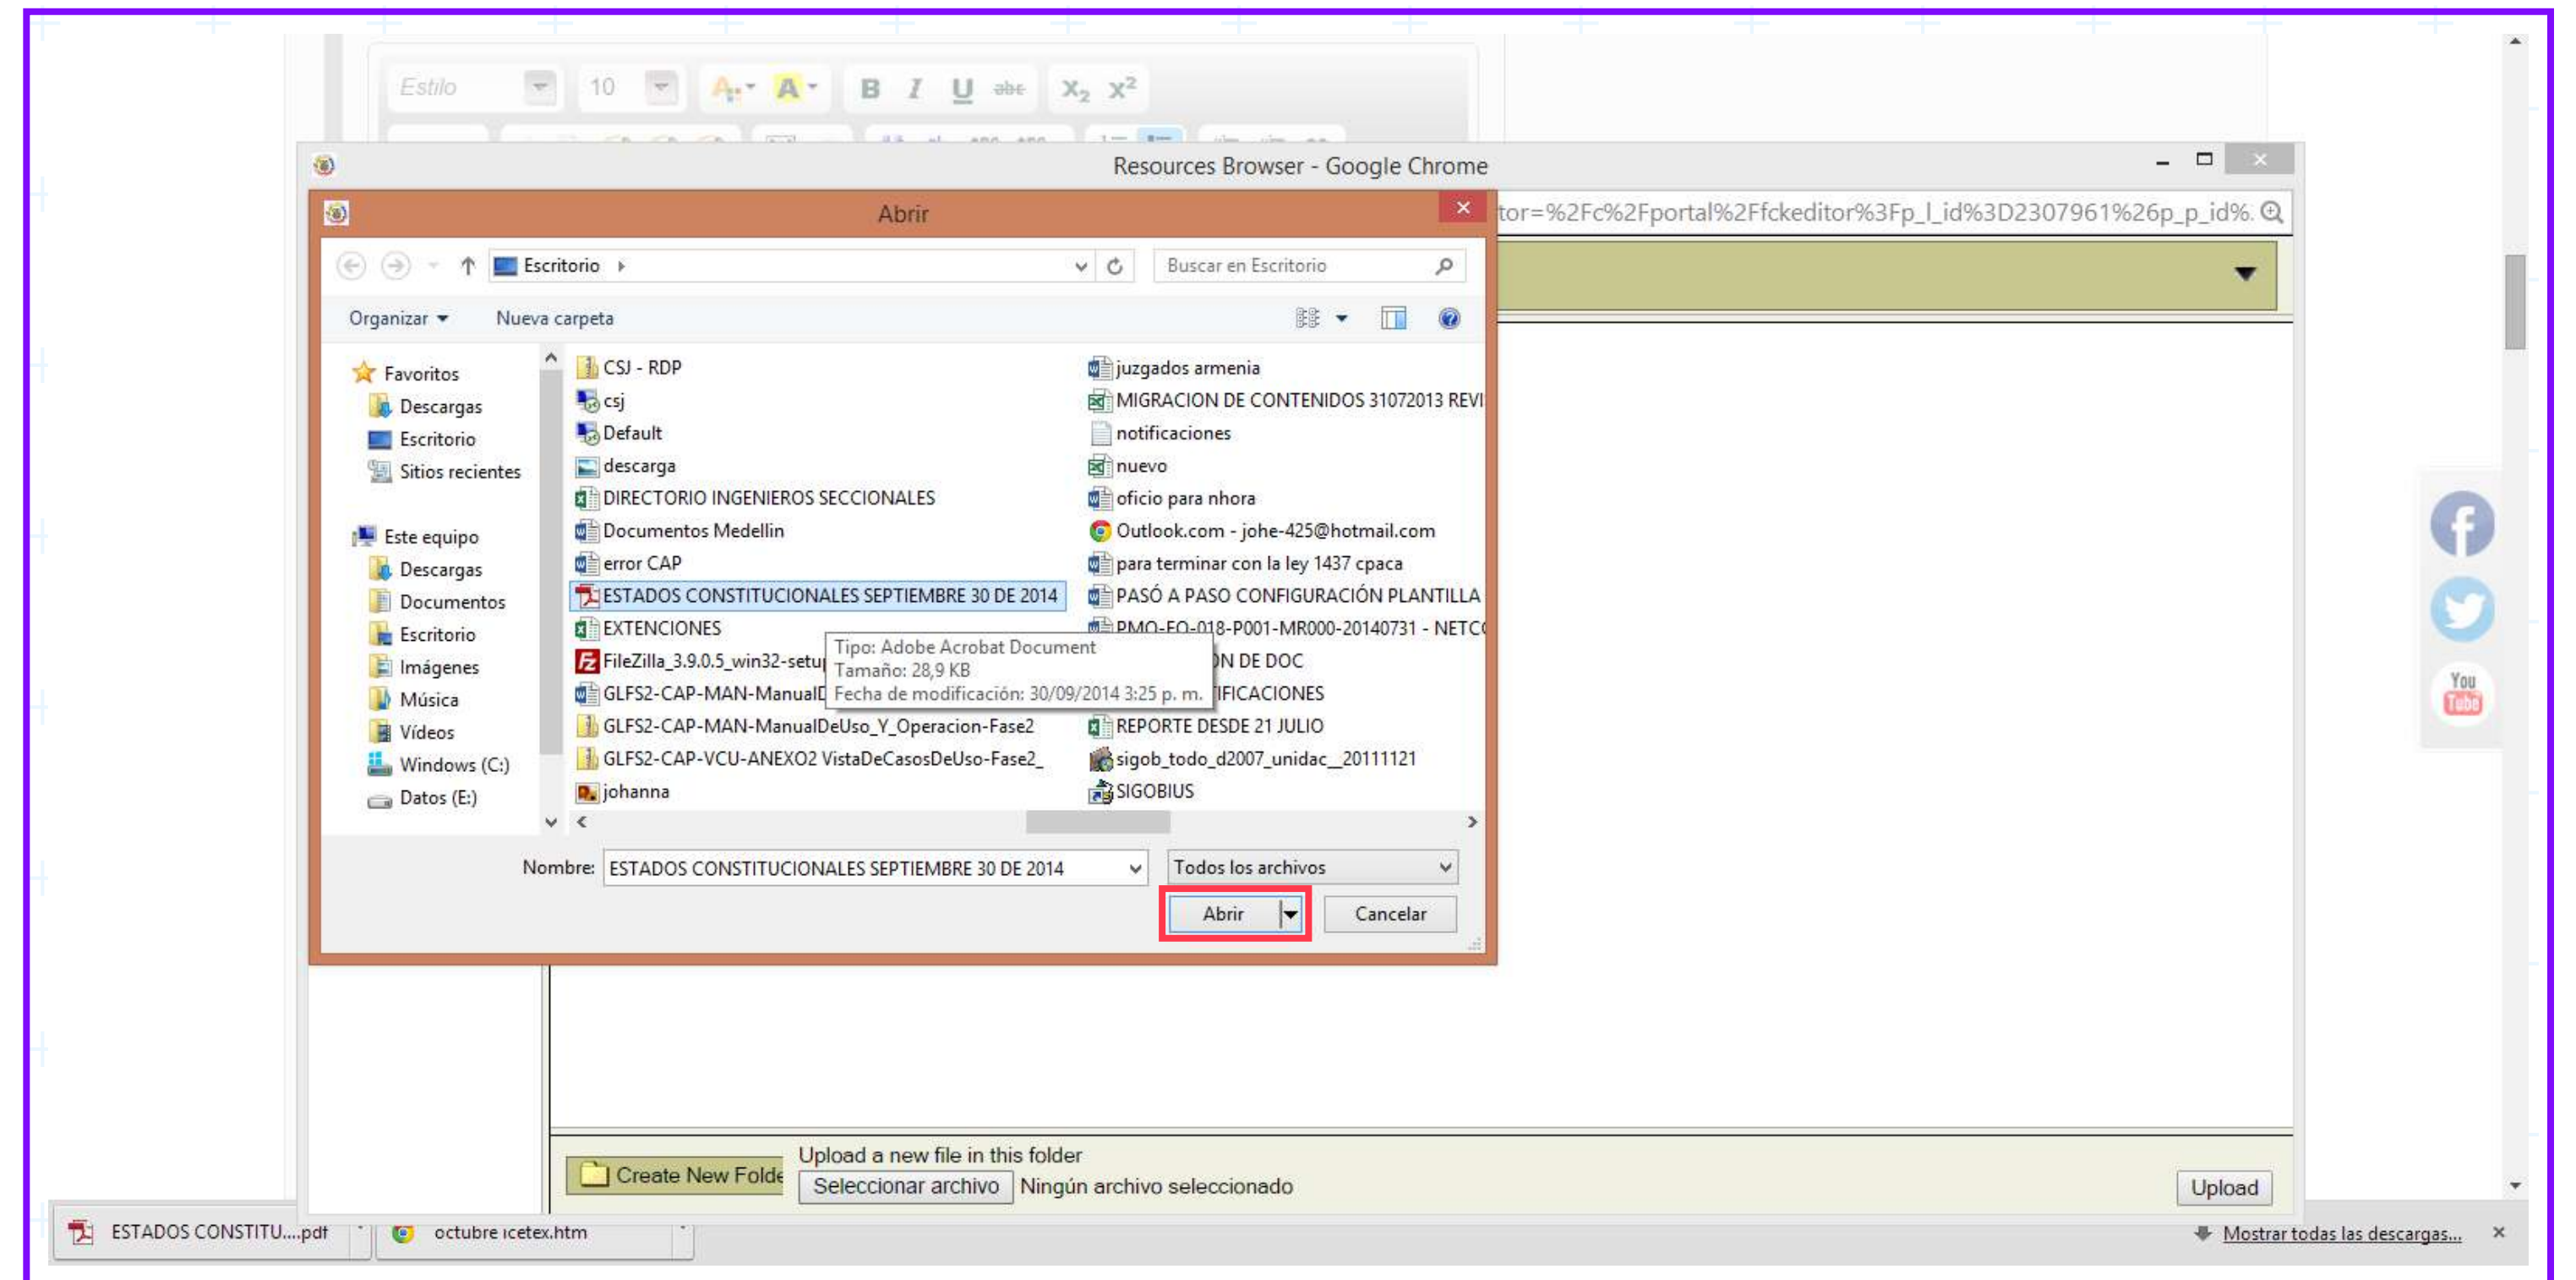 Estilo
10
A A B I U abc X2 X2
Resources Browser - Google Chrome
Abrir
tor=%2Fc%2Fportal%2Ffckeditor%3Fp_l_id%3D2307961%26p_p_id%.
Escritorio
Buscar en Escritorio
Organizar
Nueva carpeta
Favoritos
Descargas
Escritorio
Sitios recientes
Este equipo
Descargas
Documentos
Escritorio
Imágenes
Música
Vídeos
Windows (C:)
Datos (E:)
CSJ - RDP
csj
Default
descarga
DIRECTORIO INGENIEROS SECCIONALES
Documentos Medellin
error CAP
ESTADOS CONSTITUCIONALES SEPTIEMBRE 30 DE 2014
EXTENCIONES
FileZilla_3.9.0.5_win32-setu
GLFS2-CAP-MAN-ManualD
GLFS2-CAP-MAN-ManualDeUso_Y_Operacion-Fase2
GLFS2-CAP-VCU-ANEXO2 VistaDeCasosDeUso-Fase2_
johanna
juzgados armenia
MIGRACION DE CONTENIDOS 31072013 REVI
notificaciones
nuevo
oficio para nhora
Outlook.com - johe-425@hotmail.com
para terminar con la ley 1437 cpaca
PASÓ A PASO CONFIGURACIÓN PLANTILLA
PMO-FO-018-P001-MR000-20140731 - NETC
ON DE DOC
IFICACIONES
REPORTE DESDE 21 JULIO
sigob_todo_d2007_unidac__20111121
SIGOBIUS
Tipo: Adobe Acrobat Document
Tamaño: 28,9 KB
Fecha de modificación: 30/09/2014 3:25 p. m.
Nombre: ESTADOS CONSTITUCIONALES SEPTIEMBRE 30 DE 2014
Todos los archivos
Abrir
Cancelar
You
Tube
Create New Folde
Upload a new file in this folder
Seleccionar archivo Ningún archivo seleccionado
Upload
ESTADOS CONSTITU....pdf
octubre icetex.htm
Mostrar todas las descargas...